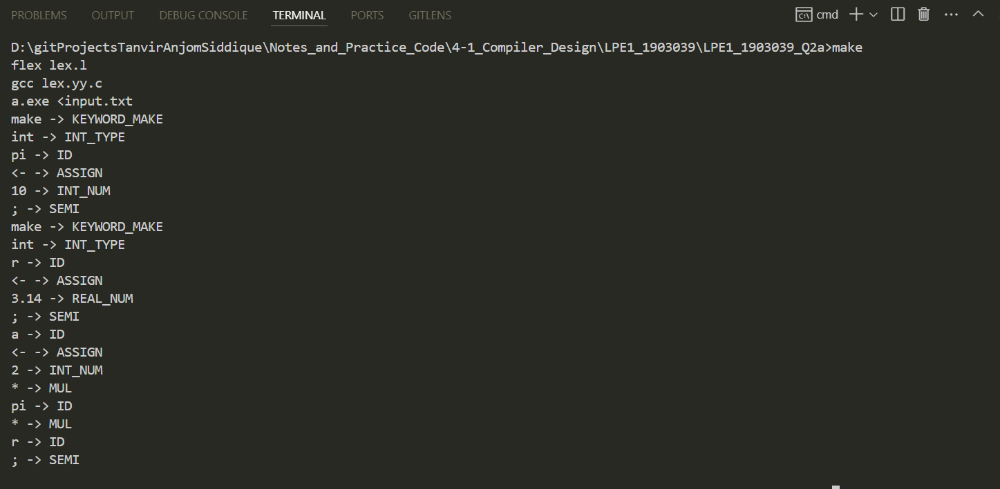 PROBLEMS OUTPUT DEBUG CONSOLE TERMINAL PORTS GITLENS cmd
D:\gitProjectsTanvirAnjomSiddique\Notes_and_Practice_Code\4-1_Compiler_Design\LPE1_1903039\LPE1_1903039_Q2a>make
flex lex.l
gcc lex.yy.c
a.exe <input.txt
make -> KEYWORD_MAKE
int -> INT_TYPE
pi -> ID
<- -> ASSIGN
10 -> INT_NUM
; -> SEMI
make -> KEYWORD_MAKE
int -> INT_TYPE
r -> ID
<- -> ASSIGN
3.14 -> REAL_NUM
; -> SEMI
a -> ID
<- -> ASSIGN
2 -> INT_NUM
* -> MUL
pi -> ID
* -> MUL
r -> ID
; -> SEMI